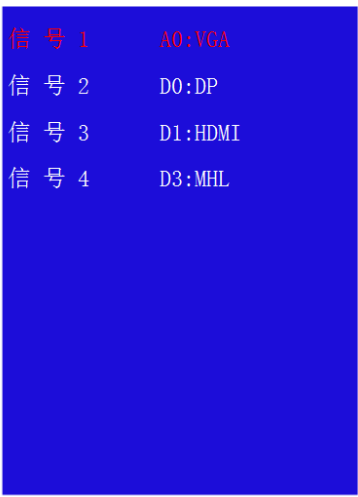 信 号 1 A0:VGA
信 号 2 D0:DP
信 号 3 D1:HDMI
信 号 4 D3:MHL